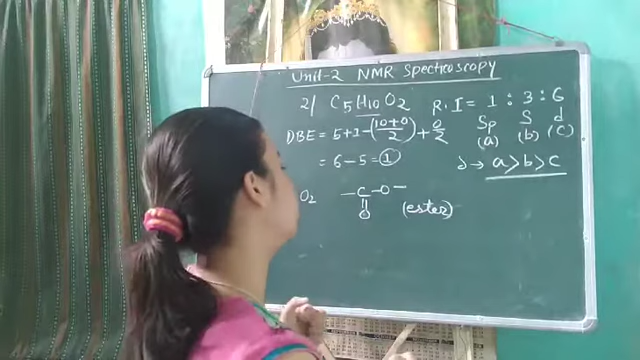 Unit-2 NMR Spectroscopy
2) C5H10O2 R.I = 1 : 3 : 6
Sp S d
(a) (b) (c)
DBE = 5+1-(10+0/2)+0/2
= 6-5=1 δ → a>b>c
O2 -C-O-
||
O
(ester)